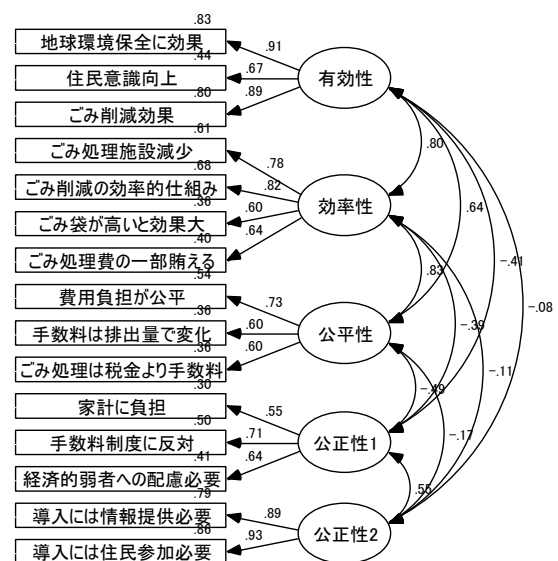 .83
地球環境保全に効果
.91
.44
住民意識向上
.67
有効性
.80
ごみ削減効果
.89
.61
ごみ処理施設減少
.78
.68
ごみ削減の効率的仕組み
.82
効率性
.36
ごみ袋が高いと効果大
.60
.40
ごみ処理費の一部賄える
.64
.54
費用負担が公平
.73
.36
手数料は排出量で変化
.60
公平性
.36
ごみ処理は税金より手数料
.60
.30
家計に負担
.55
.50
手数料制度に反対
.71
公正性1
.41
経済的弱者への配慮必要
.64
.79
導入には情報提供必要
.89
公正性2
.86
導入には住民参加必要
.93
.80
.64
-.41
-.08
.83
-.39
-.11
-.49
-.17
.55